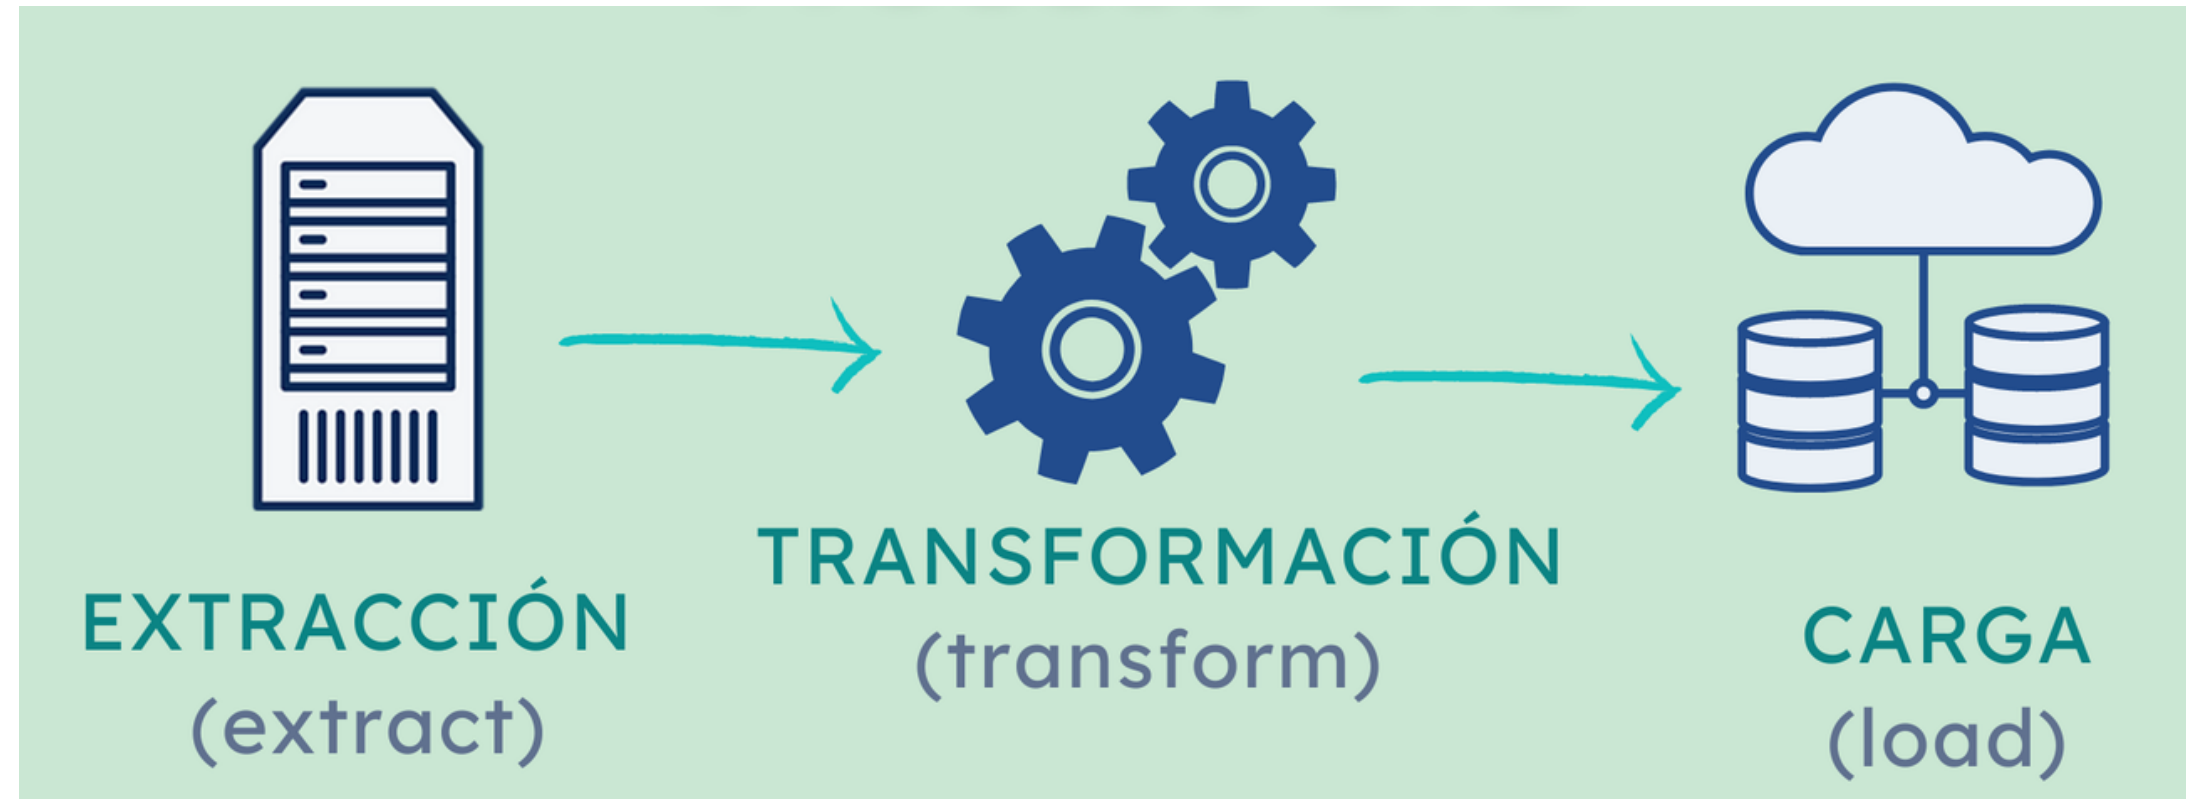 EXTRACCIÓN
(extract)
TRANSFORMACIÓN
(transform)
CARGA
(load)